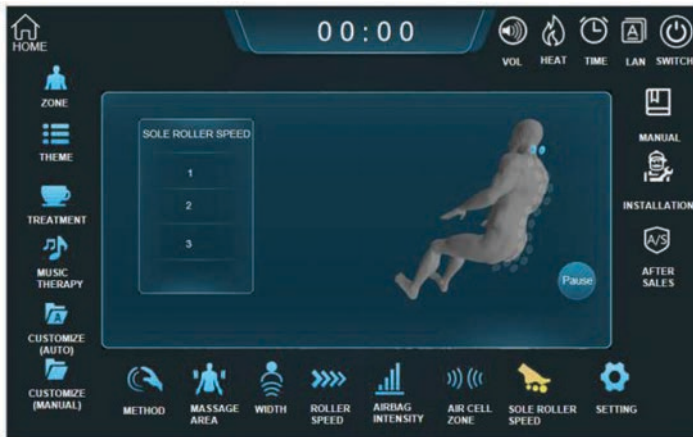 00:00
HOME
VOL
HEAT
TIME
A
LAN
SWITCH
ZONE
THEME
TREATMENT
MUSIC
THERAPY
A
CUSTOMIZE
(AUTO)
CUSTOMIZE
(MANUAL)
SOLE ROLLER SPEED
1
2
3
Pause
MANUAL
INSTALLATION
A/S
AFTER
SALES
METHOD
MASSAGE
AREA
WIDTH
ROLLER
SPEED
AIRBAG
INTENSITY
AIR CELL
ZONE
SOLE ROLLER
SPEED
SETTING